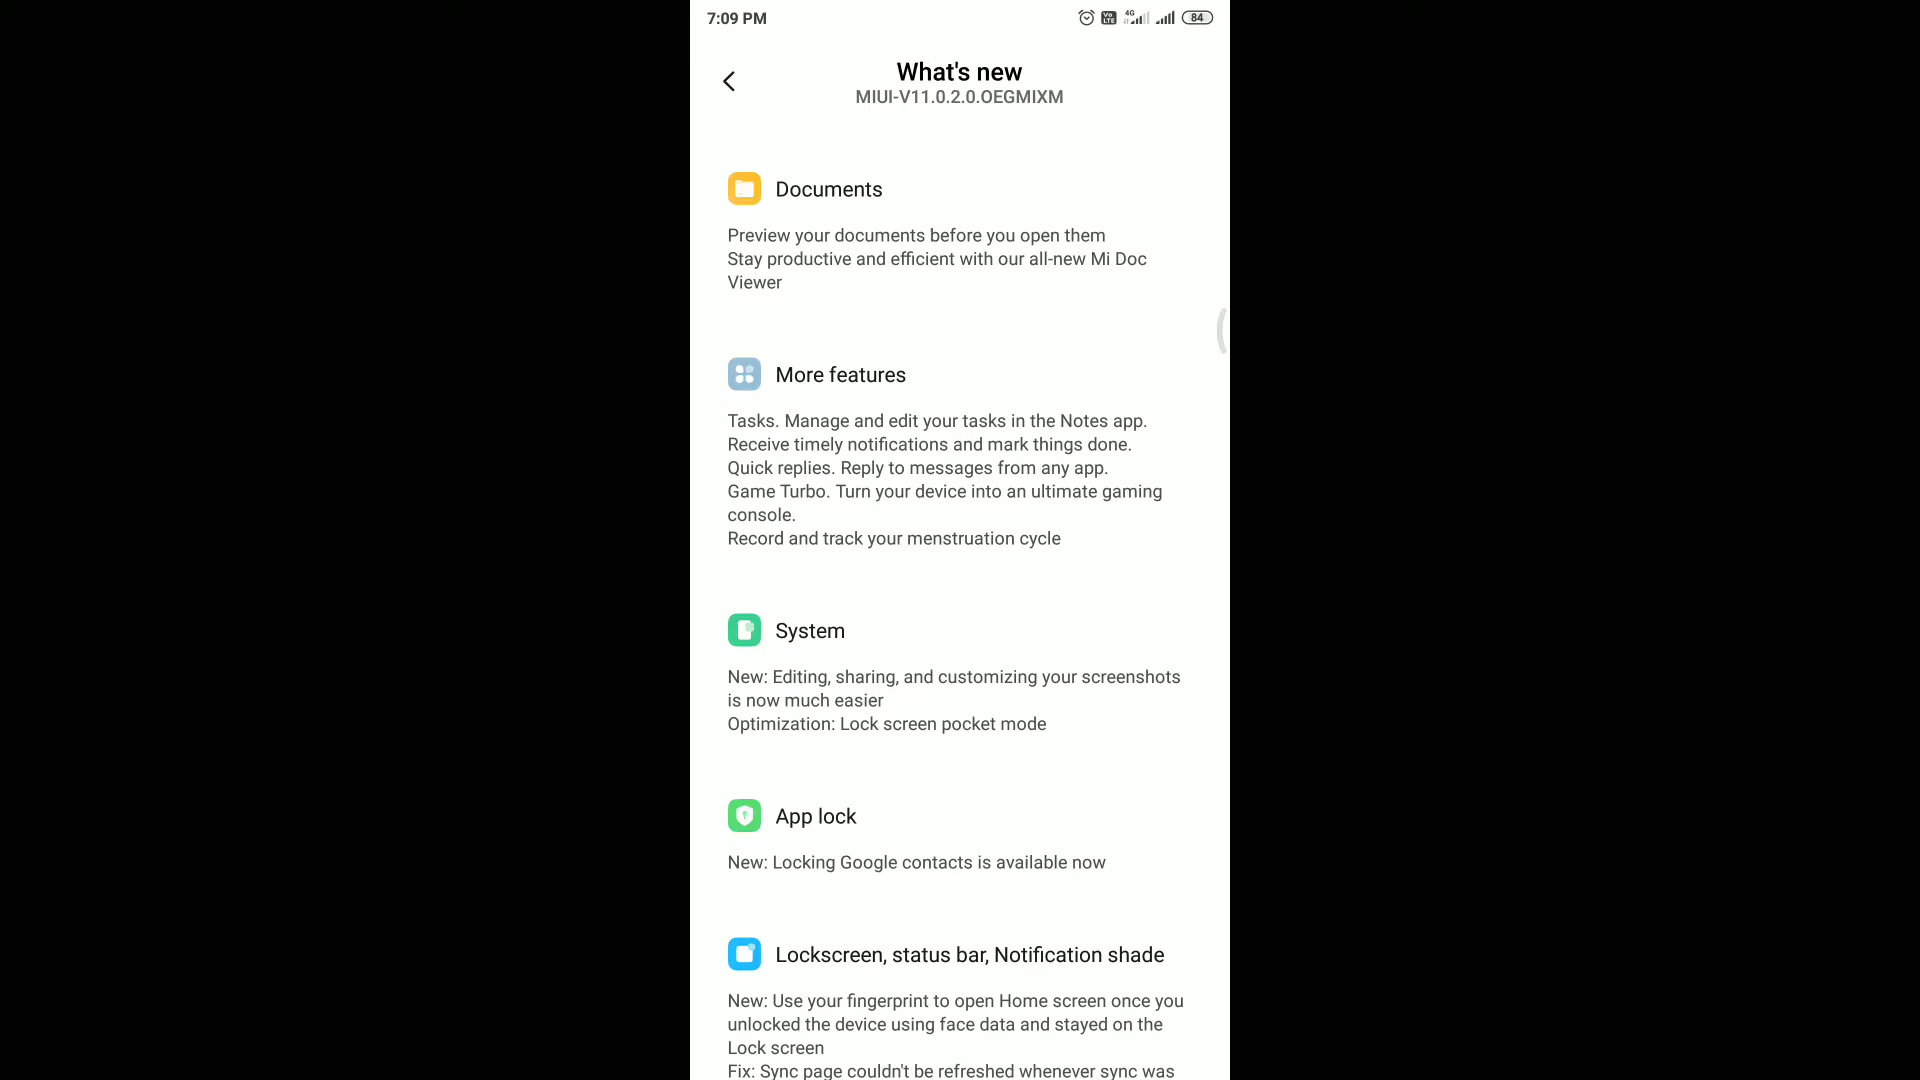 7:09 PM
Vo LTE 4G 84
What's new
MIUI-V11.0.2.0.OEGMIXM
Documents
Preview your documents before you open them
Stay productive and efficient with our all-new Mi Doc
Viewer
More features
Tasks. Manage and edit your tasks in the Notes app.
Receive timely notifications and mark things done.
Quick replies. Reply to messages from any app.
Game Turbo. Turn your device into an ultimate gaming
console.
Record and track your menstruation cycle
System
New: Editing, sharing, and customizing your screenshots
is now much easier
Optimization: Lock screen pocket mode
App lock
New: Locking Google contacts is available now
Lockscreen, status bar, Notification shade
New: Use your fingerprint to open Home screen once you
unlocked the device using face data and stayed on the
Lock screen
Fix: Sync page couldn't be refreshed whenever sync was